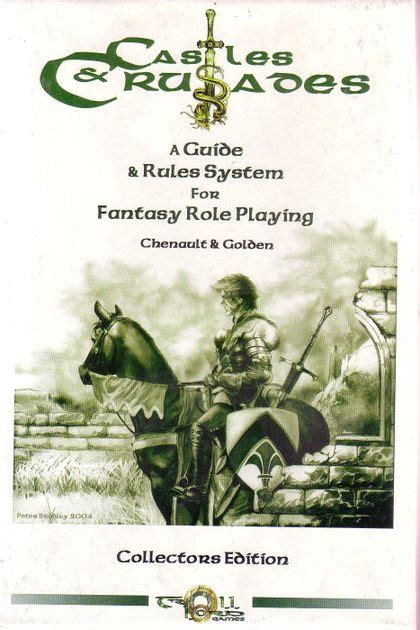 Castles
& Crusades
A Guide
& Rules System
For
Fantasy Role Playing
Chenault & Golden
Peter Bradley 2004
Collectors Edition
Troll Lord
Games